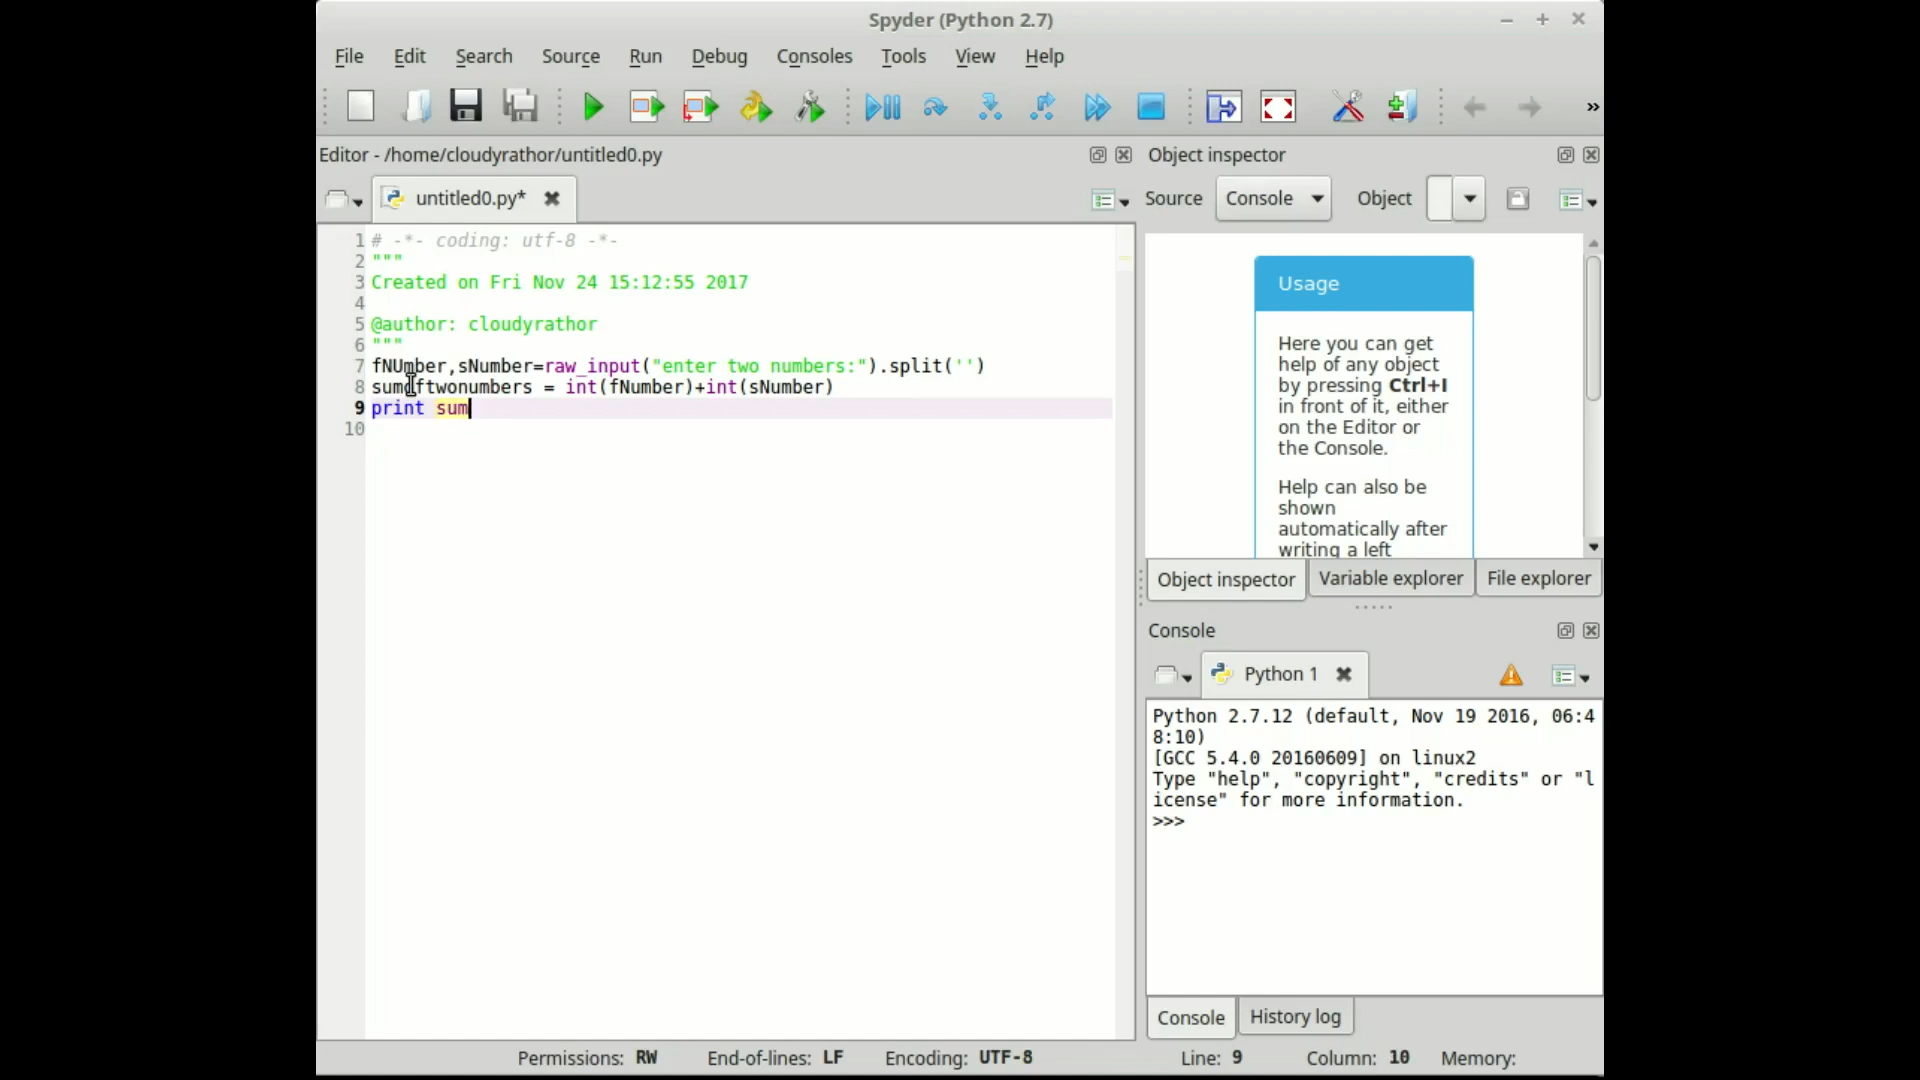 Spyder (Python 2.7)
File Edit Search Source Run Debug Consoles Tools View Help
Editor - /home/cloudyrathor/untitled0.py
untitled0.py*
1 # -*- coding: utf-8 -*-
2 """
3 Created on Fri Nov 24 15:12:55 2017
4
5 @author: cloudyrathor
6 """
7 fNUmber,sNumber=raw_input("enter two numbers:").split('')
8 sumoftwonumbers = int(fNumber)+int(sNumber)
9 print sum
10
Object inspector
Source Console Object
Usage
Here you can get
help of any object
by pressing Ctrl+I
in front of it, either
on the Editor or
the Console.
Help can also be
shown
automatically after
writing a left
Object inspector Variable explorer File explorer
Console
Python 1
Python 2.7.12 (default, Nov 19 2016, 06:4
8:10)
[GCC 5.4.0 20160609] on linux2
Type "help", "copyright", "credits" or "l
icense" for more information.
>>>
Console History log
Permissions: RW End-of-lines: LF Encoding: UTF-8 Line: 9 Column: 10 Memory: